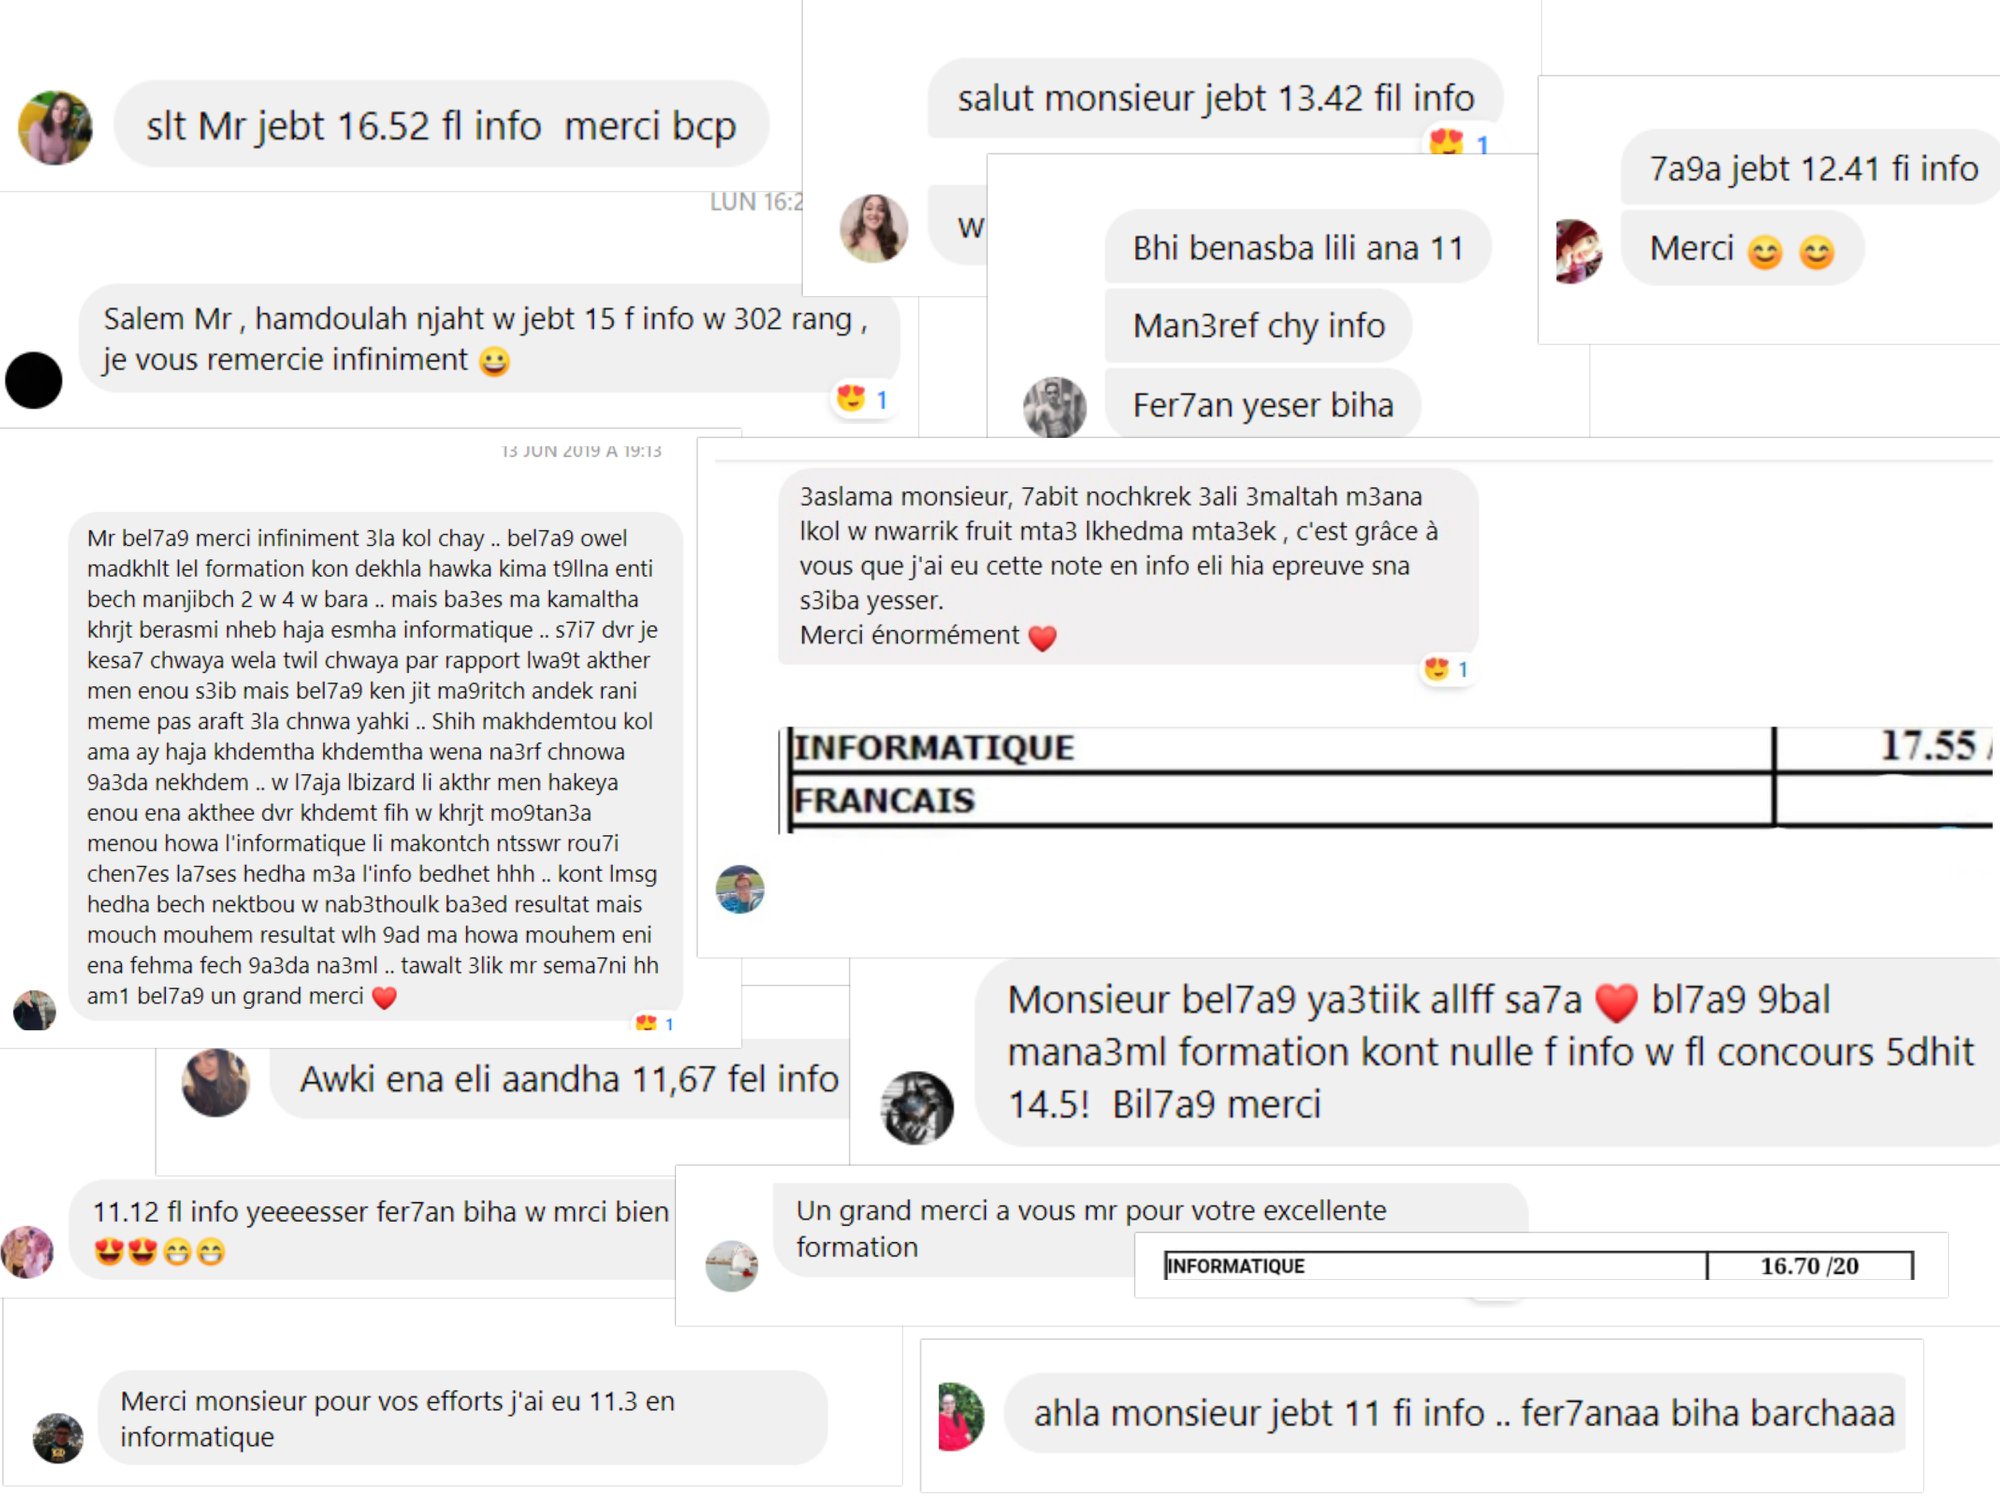 slt Mr jebt 16.52 fl info  merci bcp
LUN 16:2
Salem Mr , hamdoulah njaht w jebt 15 f info w 302 rang ,
je vous remercie infiniment 😀
😍 1
salut monsieur jebt 13.42 fil info
😍 1
w
Bhi benasba lili ana 11
Man3ref chy info
Fer7an yeser biha
7a9a jebt 12.41 fi info
Merci 😊 😊
13 JUN 2019 À 19:13
Mr bel7a9 merci infiniment 3la kol chay .. bel7a9 owel
madkhlt lel formation kon dekhla hawka kima t9llna enti
bech manjibch 2 w 4 w bara .. mais ba3es ma kamaltha
khrjt berasmi nheb haja esmha informatique .. s7i7 dvr je
kesa7 chwaya wela twil chwaya par rapport lwa9t akther
men enou s3ib mais bel7a9 ken jit ma9ritch andek rani
meme pas araft 3la chnwa yahki .. Shih makhdemtou kol
ama ay haja khdemtha khdemtha wena na3rf chnowa
9a3da nekhdem .. w l7aja lbizard li akthr men hakeya
enou ena akthee dvr khdemt fih w khrjt mo9tan3a
menou howa l'informatique li makontch ntsswr rou7i
chen7es la7ses hedha m3a l'info bedhet hhh .. kont lmsg
hedha bech nektbou w nab3thoulk ba3ed resultat mais
mouch mouhem resultat wlh 9ad ma howa mouhem eni
ena fehma fech 9a3da na3ml .. tawalt 3lik mr sema7ni hh
am1 bel7a9 un grand merci ❤️
😍 1
3aslama monsieur, 7abit nochkrek 3ali 3maltah m3ana
lkol w nwarrik fruit mta3 lkhedma mta3ek , c'est grâce à
vous que j'ai eu cette note en info eli hia epreuve sna
s3iba yesser.
Merci énormément ❤️
😍 1
INFORMATIQUE 17.55 /
FRANCAIS
Awki ena eli aandha 11,67 fel info
Monsieur bel7a9 ya3tiik allff sa7a ❤️ bl7a9 9bal
mana3ml formation kont nulle f info w fl concours 5dhit
14.5!  Bil7a9 merci
11.12 fl info yeeeesser fer7an biha w mrci bien
😍😍😁😁
Un grand merci a vous mr pour votre excellente
formation
INFORMATIQUE 16.70 /20
Merci monsieur pour vos efforts j'ai eu 11.3 en
informatique
ahla monsieur jebt 11 fi info .. fer7anaa biha barchaaa